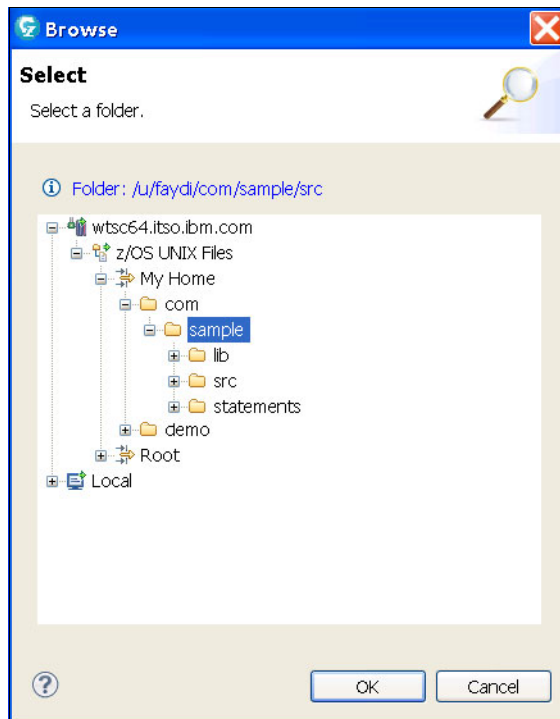 Browse
Select
Select a folder.
Folder: /u/faydi/com/sample/src
wtsc64.itso.ibm.com
z/OS UNIX Files
My Home
com
sample
lib
src
statements
demo
Root
Local
OK Cancel